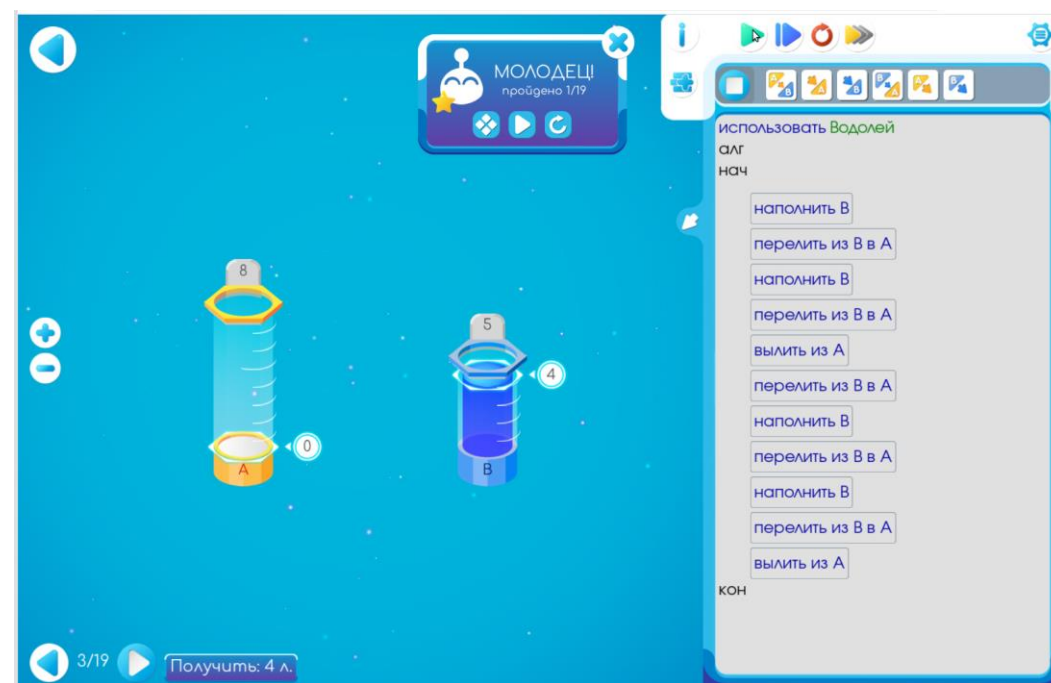 МОЛОДЕЦ!
пройдено 1/19
8
0
A
5
4
B
3/19
Получить: 4 л.
i
использовать Водолей
алг
нач
наполнить B
перелить из B в A
наполнить B
перелить из B в A
вылить из A
перелить из B в A
наполнить B
перелить из B в A
наполнить B
перелить из B в A
вылить из A
кон